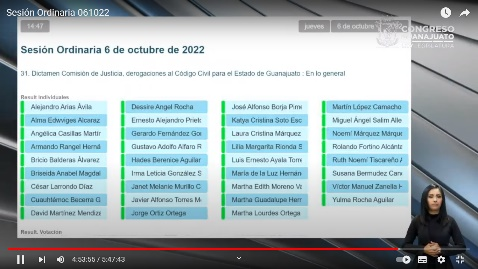 Sesión Ordinaria 061022
14:47
jueves 6 de octubre 2022
CONGRESO
GUANAJUATO
Sesión Ordinaria 6 de octubre de 2022
31. Dictamen Comisión de Justicia, derogaciones al Código Civil para el Estado de Guanajuato : En lo general
Result Individuales
Alejandro Arias Ávila
Alma Edwviges Alcaraz
Angélica Casillas Martír
Armando Rangel Herná
Bricio Balderas Álvarez
Briseida Anabel Magdal
César Larrondo Díaz
Cuauhtémoc Becerra G
David Martínez Mendizá
Dessire Angel Rocha
Ernesto Alejandro Prieto
Gerardo Fernández Gor
Gustavo Adolfo Alfaro R
Hades Berenice Aguilar
Irma Leticia González S
Janet Melanie Murillo C
Javier Alfonso Torres M
Jorge Ortiz Ortega
José Alfonso Borja Pime
Katya Cristina Soto Esc
Laura Cristina Márquez
Lilia Margarita Rionda S
Luis Ernesto Ayala Torre
María de la Luz Hernán
Martha Edith Moreno Va
Martha Guadalupe Hern
Martha Lourdes Ortega
Martín López Camacho
Miguel Ángel Salim Alle
Noemí Márquez Márque
Rolando Fortino Alcánta
Ruth Noemí Tiscareño A
Susana Bermúdez Cano
Víctor Manuel Zanella H
Yulma Rocha Aguilar
Result. Votación
4:53:55 / 5:47:43